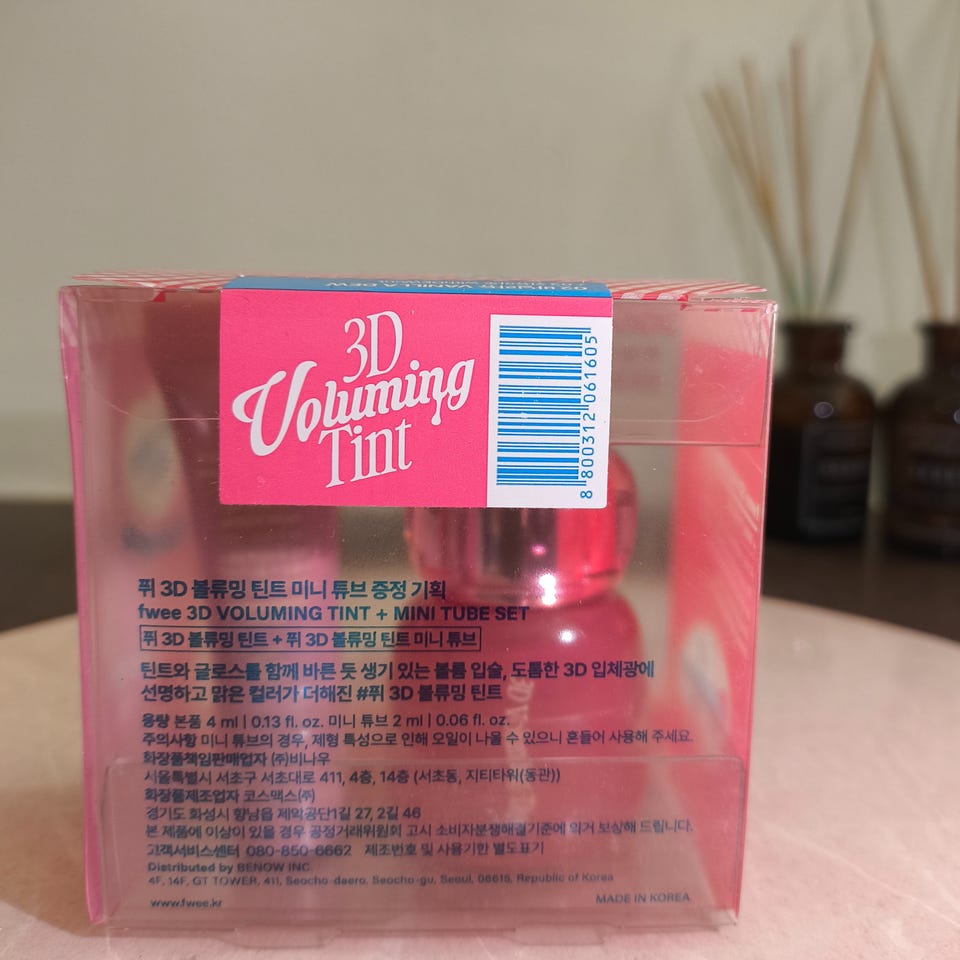 VANILLA DEW
3D
Voluming
Tint
8 800312 061605
퓌 3D 볼류밍 틴트 미니 튜브 증정 기획
fwee 3D VOLUMING TINT + MINI TUBE SET
퓌 3D 볼류밍 틴트 + 퓌 3D 볼류밍 틴트 미니 튜브
틴트와 글로스를 함께 바른 듯 생기 있는 볼륨 입술, 도톰한 3D 입체광에
선명하고 맑은 컬러가 더해진 #퓌 3D 볼류밍 틴트
용량 본품 4 ml | 0.13 fl. oz. 미니 튜브 2 ml | 0.06 fl. oz.
주의사항 미니 튜브의 경우, 제형 특성으로 인해 오일이 나올 수 있으니 흔들어 사용해 주세요.
화장품책임판매업자 (주)비나우
서울특별시 서초구 서초대로 411, 4층, 14층 (서초동, 지티타워(동관))
화장품제조업자 코스맥스(주)
경기도 화성시 향남읍 제약공단1길 27, 2길 46
본 제품에 이상이 있을 경우 공정거래위원회 고시 소비자분쟁해결기준에 의거 보상해 드립니다.
고객서비스센터 080-850-6662 제조번호 및 사용기한 별도표기
Distributed by BENOW INC.
4F, 14F, GT TOWER, 411, Seocho-daero, Seocho-gu, Seoul, 06615, Republic of Korea
www.fwee.kr
MADE IN KOREA